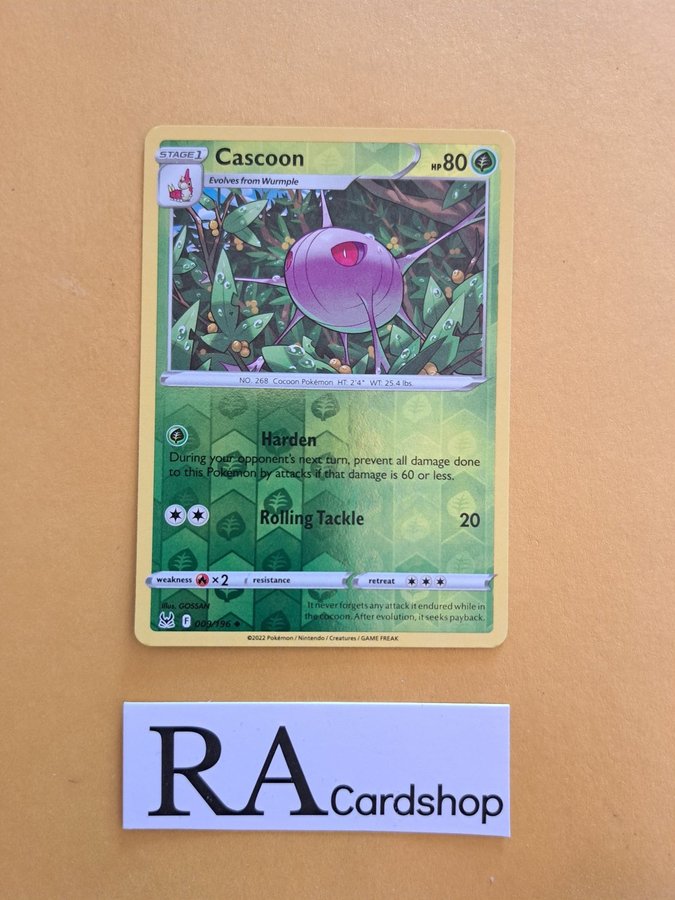 STAGE 1
Cascoon
HP 80
Evolves from Wurmple
NO. 268 Cocoon Pokémon HT: 2'4" WT: 25.4 lbs.
Harden
During your opponent's next turn, prevent all damage done
to this Pokémon by attacks if that damage is 60 or less.
Rolling Tackle 20
weakness ×2 resistance retreat
Illus. GOSSAN
It never forgets any attack it endured while in
the cocoon. After evolution, it seeks payback.
F 009/196
©2022 Pokémon / Nintendo / Creatures / GAME FREAK
RA Cardshop